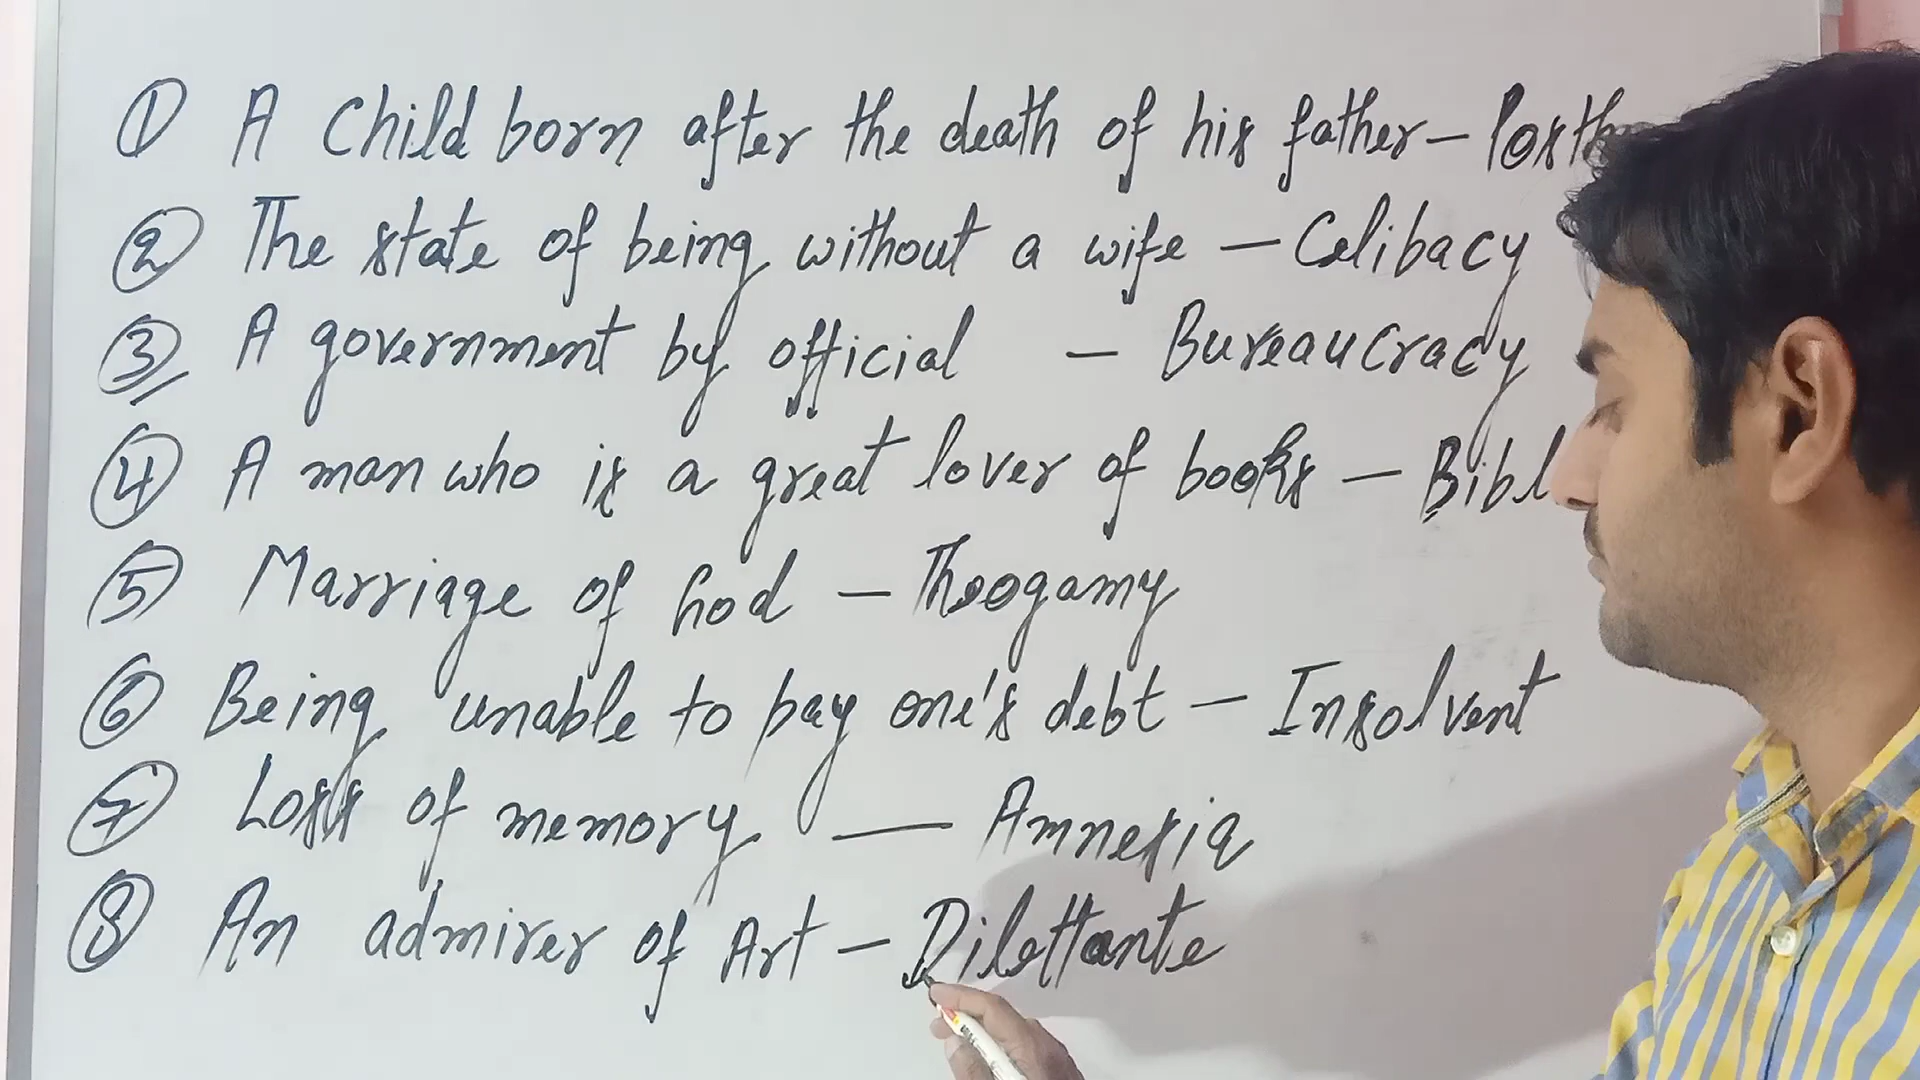 ① A Child born after the death of his father –
② The state of being without a wife – Celibacy
③ A government by official – Bureaucracy
④ A man who is a great lover of books –
⑤ Marriage of God – Theogamy
⑥ Being unable to pay one's debt – Insolvent
⑦ Loss of memory – Amnesia
⑧ An admirer of Art – Dilettante